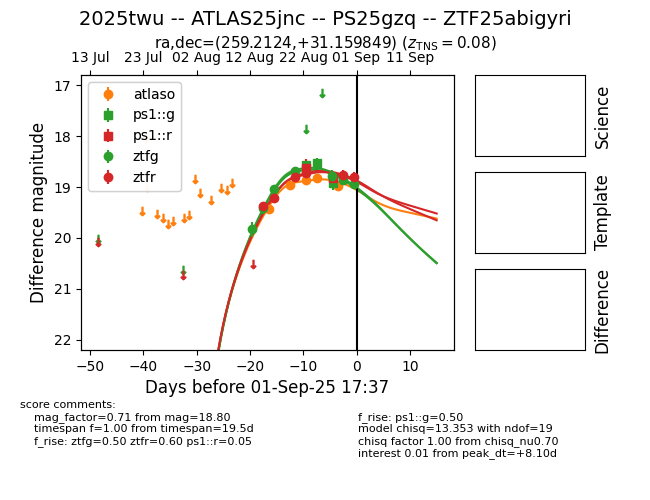 2025twu -- ATLAS25jnc -- PS25gzq -- ZTF25abigyri
ra,dec=(259.2124,+31.159849) (zTNS = 0.08)
13 Jul 23 Jul 02 Aug 12 Aug 22 Aug 01 Sep 11 Sep
17
18
19
20
21
22
Difference magnitude
atlaso
ps1::g
ps1::r
ztfg
ztfr
−50 −40 −30 −20 −10 0 10
Days before 01-Sep-25 17:37
Science
Template
Difference
score comments:
mag_factor=0.71 from mag=18.80
timespan f=1.00 from timespan=19.5d
f_rise: ztfg=0.50 ztfr=0.60 ps1::r=0.05
f_rise: ps1::g=0.50
model chisq=13.353 with ndof=19
chisq factor 1.00 from chisq_nu0.70
interest 0.01 from peak_dt=+8.10d